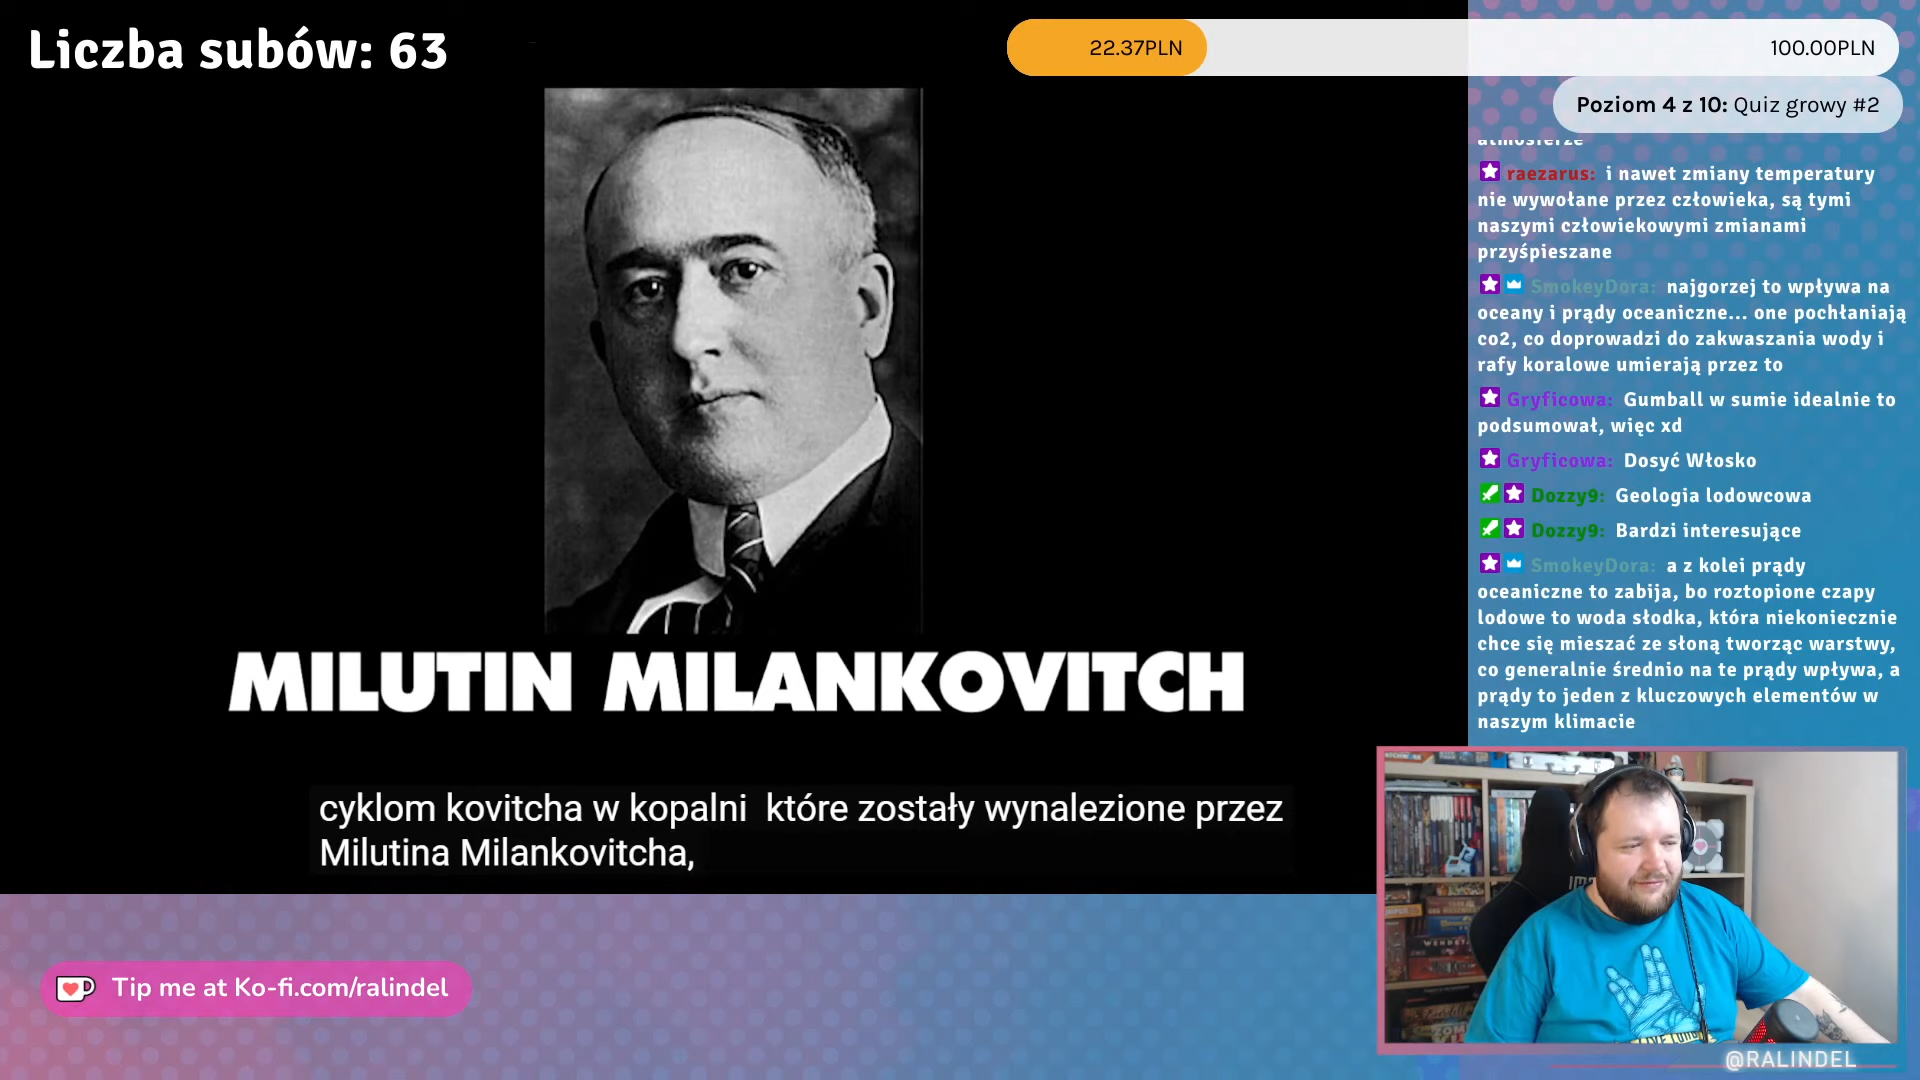 Liczba subów: 63
22.37PLN
100.00PLN
Poziom 4 z 10: Quiz growy #2
atmosferze
raezarus: i nawet zmiany temperatury
nie wywołane przez człowieka, są tymi
naszymi człowiekowymi zmianami
przyśpieszane
SmokeyDora: najgorzej to wpływa na
oceany i prądy oceaniczne... one pochłaniają
co2, co doprowadzi do zakwaszania wody i
rafy koralowe umierają przez to
Gryficowa: Gumball w sumie idealnie to
podsumował, więc xd
Gryficowa: Dosyć Włosko
Dozzy9: Geologia lodowcowa
Dozzy9: Bardzi interesujące
SmokeyDora: a z kolei prądy
oceaniczne to zabija, bo roztopione czapy
lodowe to woda słodka, która niekoniecznie
chce się mieszać ze słoną tworząc warstwy,
co generalnie średnio na te prądy wpływa, a
prądy to jeden z kluczowych elementów w
naszym klimacie
MILUTIN MILANKOVITCH
cyklom kovitcha w kopalni które zostały wynalezione przez
Milutina Milankovitcha,
Tip me at Ko-fi.com/ralindel
@RALINDEL